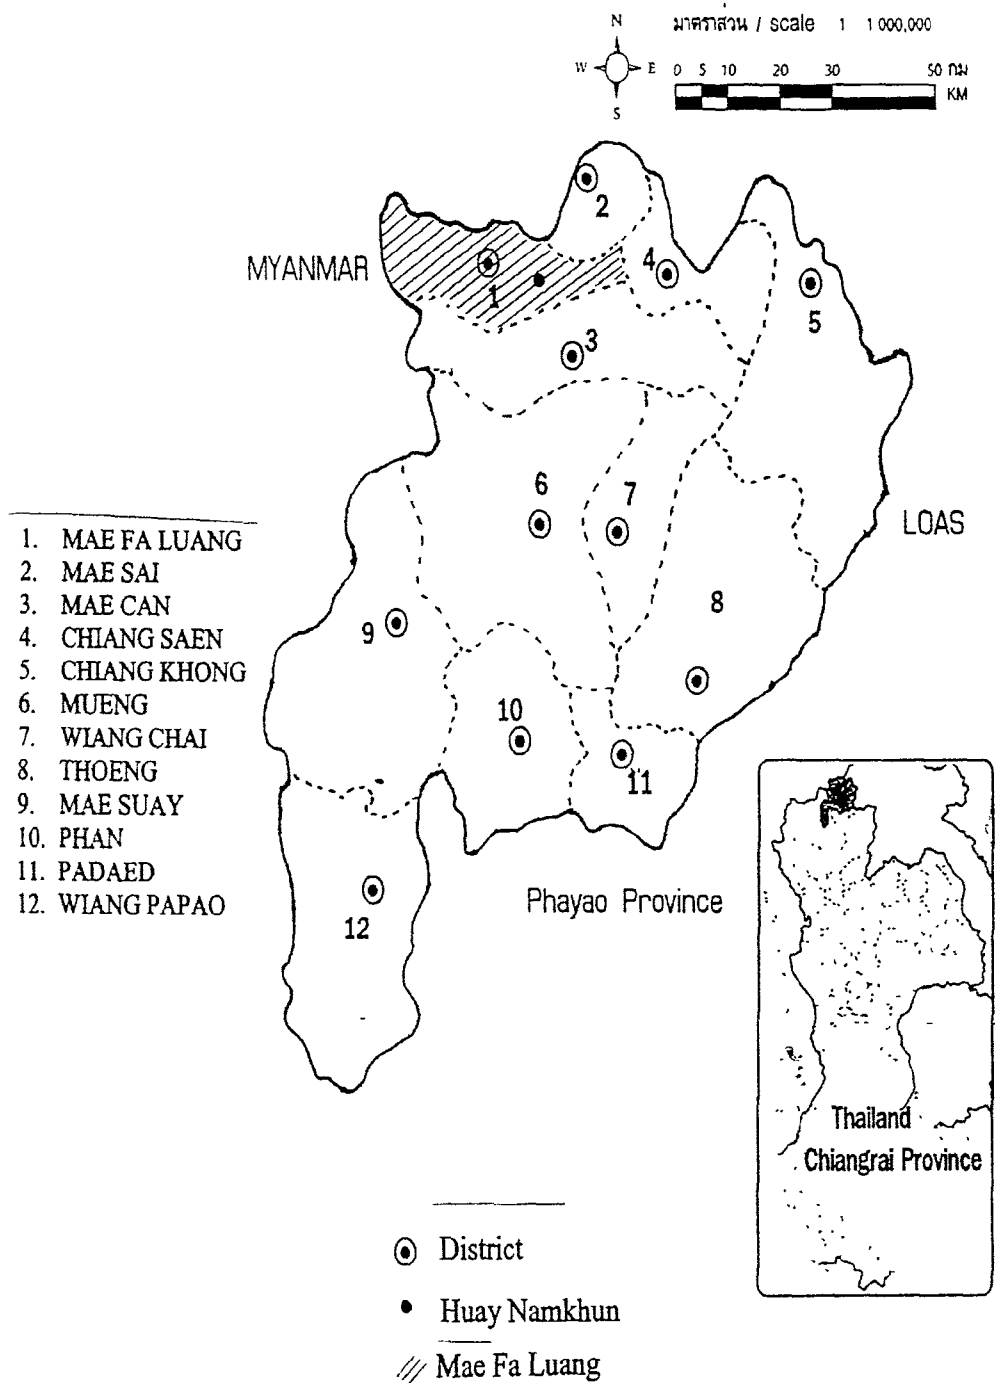 N
W E
S
มาตราส่วน / scale 1 1 000,000
0 5 10 20 30 50 กม
KM
MYANMAR
LOAS
Phayao Province
1
2
3
4
5
6
7
8
9
10
11
12
1. MAE FA LUANG
2. MAE SAI
3. MAE CAN
4. CHIANG SAEN
5. CHIANG KHONG
6. MUENG
7. WIANG CHAI
8. THOENG
9. MAE SUAY
10. PHAN
11. PADAED
12. WIANG PAPAO
Thailand
Chiangrai Province
District
Huay Namkhun
Mae Fa Luang